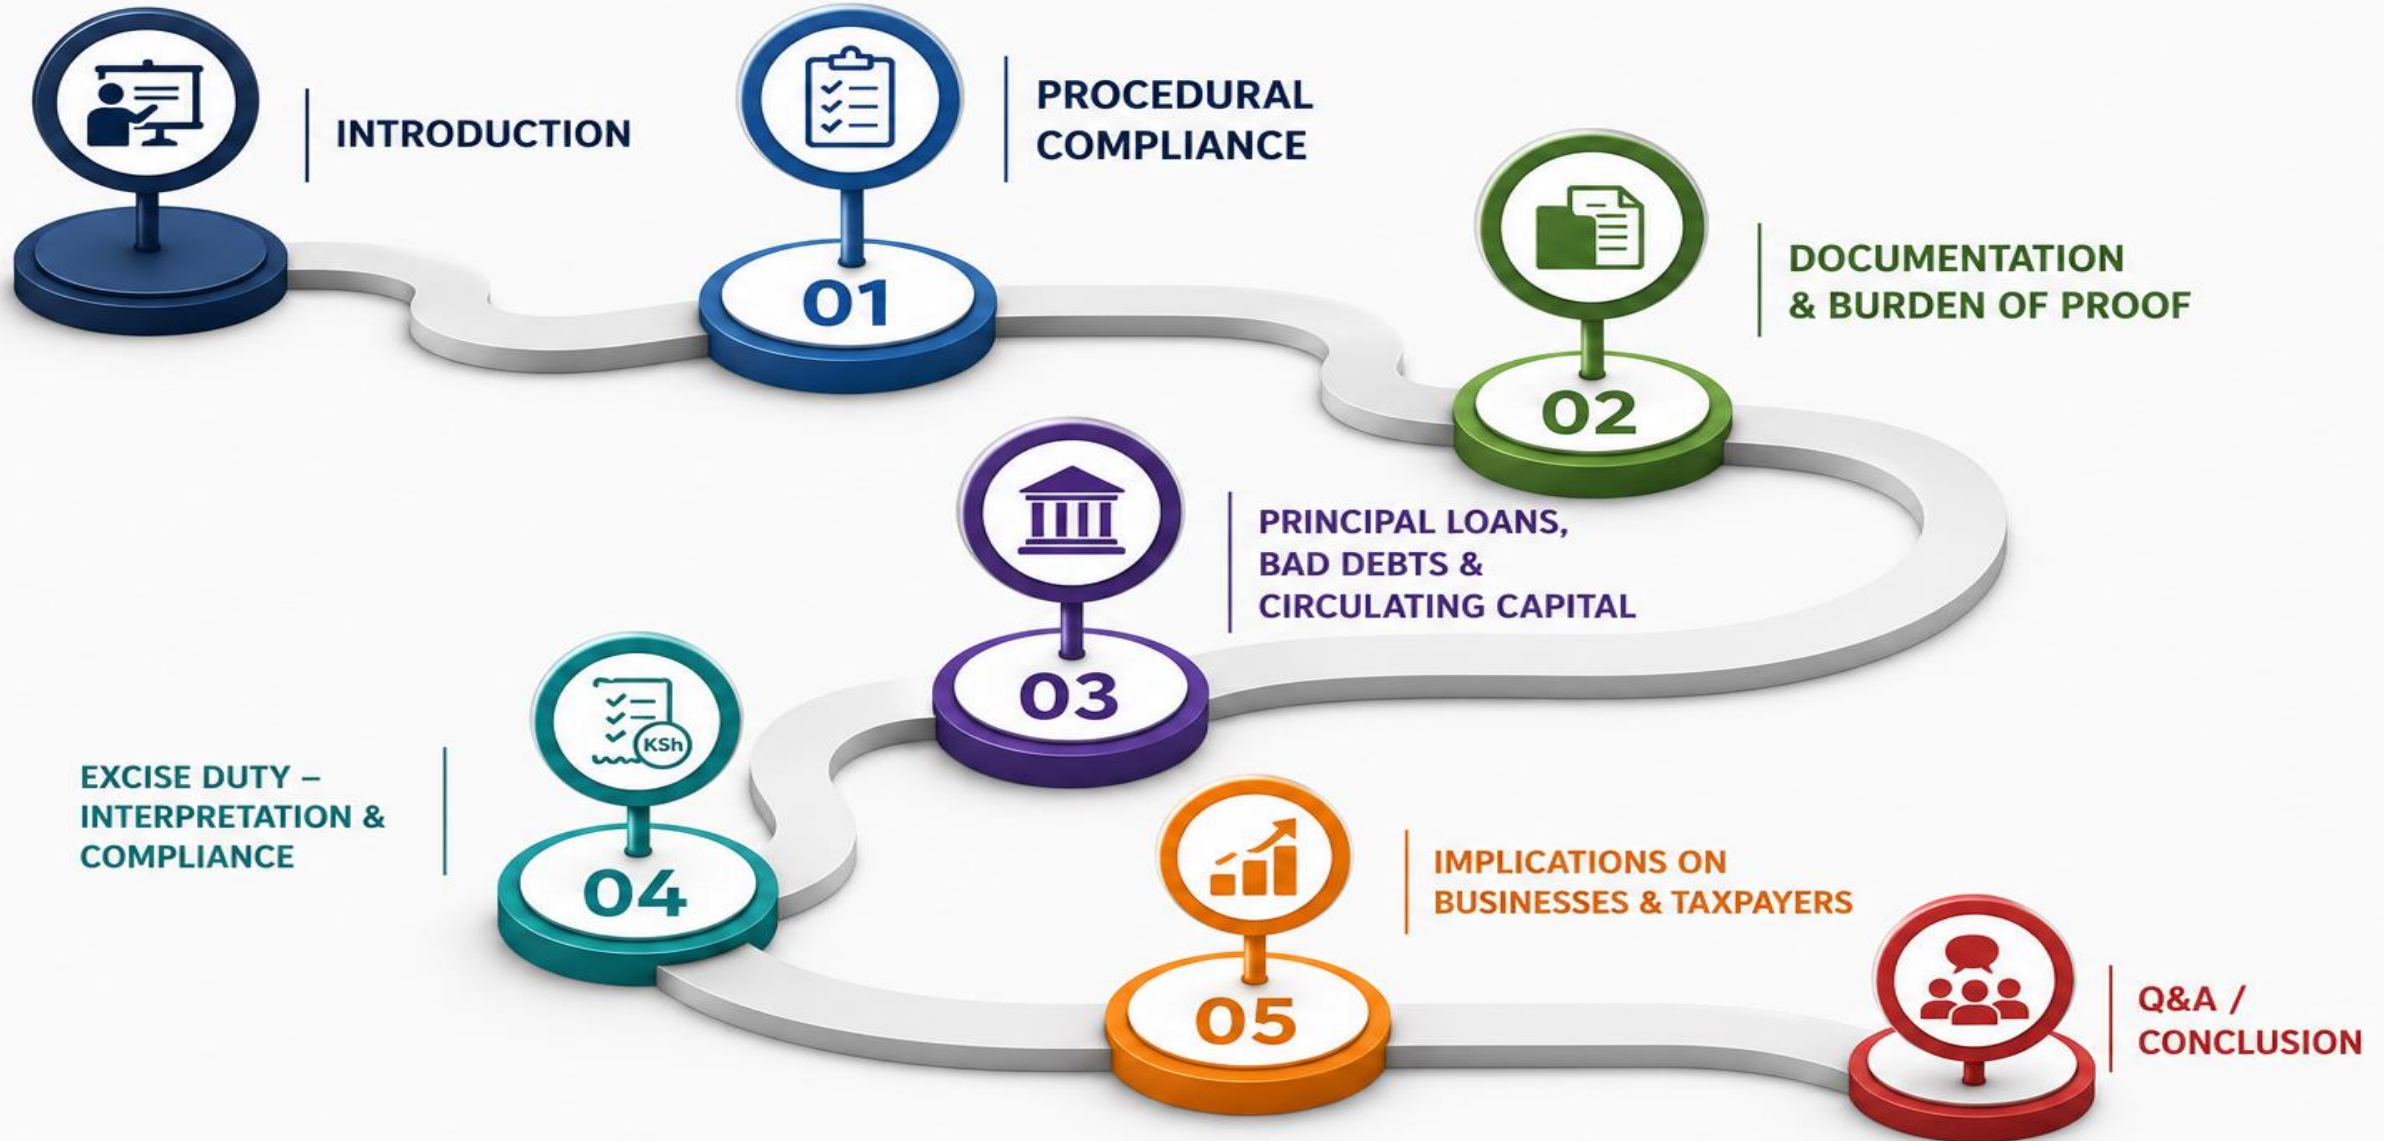 INTRODUCTION
01
PROCEDURAL
COMPLIANCE
02
DOCUMENTATION
& BURDEN OF PROOF
03
PRINCIPAL LOANS,
BAD DEBTS &
CIRCULATING CAPITAL
KSh
04
EXCISE DUTY –
INTERPRETATION &
COMPLIANCE
05
IMPLICATIONS ON
BUSINESSES & TAXPAYERS
Q&A /
CONCLUSION